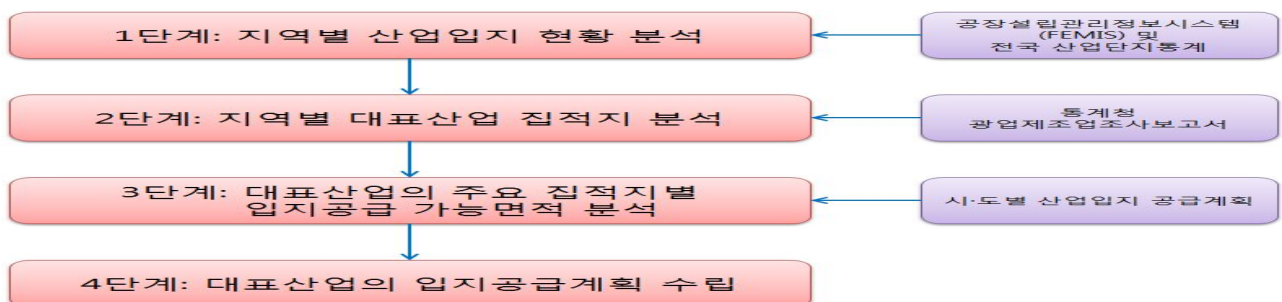 1단계: 지역별 산업입지 현황 분석
공장설립관리정보시스템
(FEMIS) 및
전국 산업단지통계
2단계: 지역별 대표산업 집적지 분석
통계청
광업제조업조사보고서
3단계: 대표산업의 주요 집적지별
입지공급 가능면적 분석
시·도별 산업입지 공급계획
4단계: 대표산업의 입지공급계획 수립